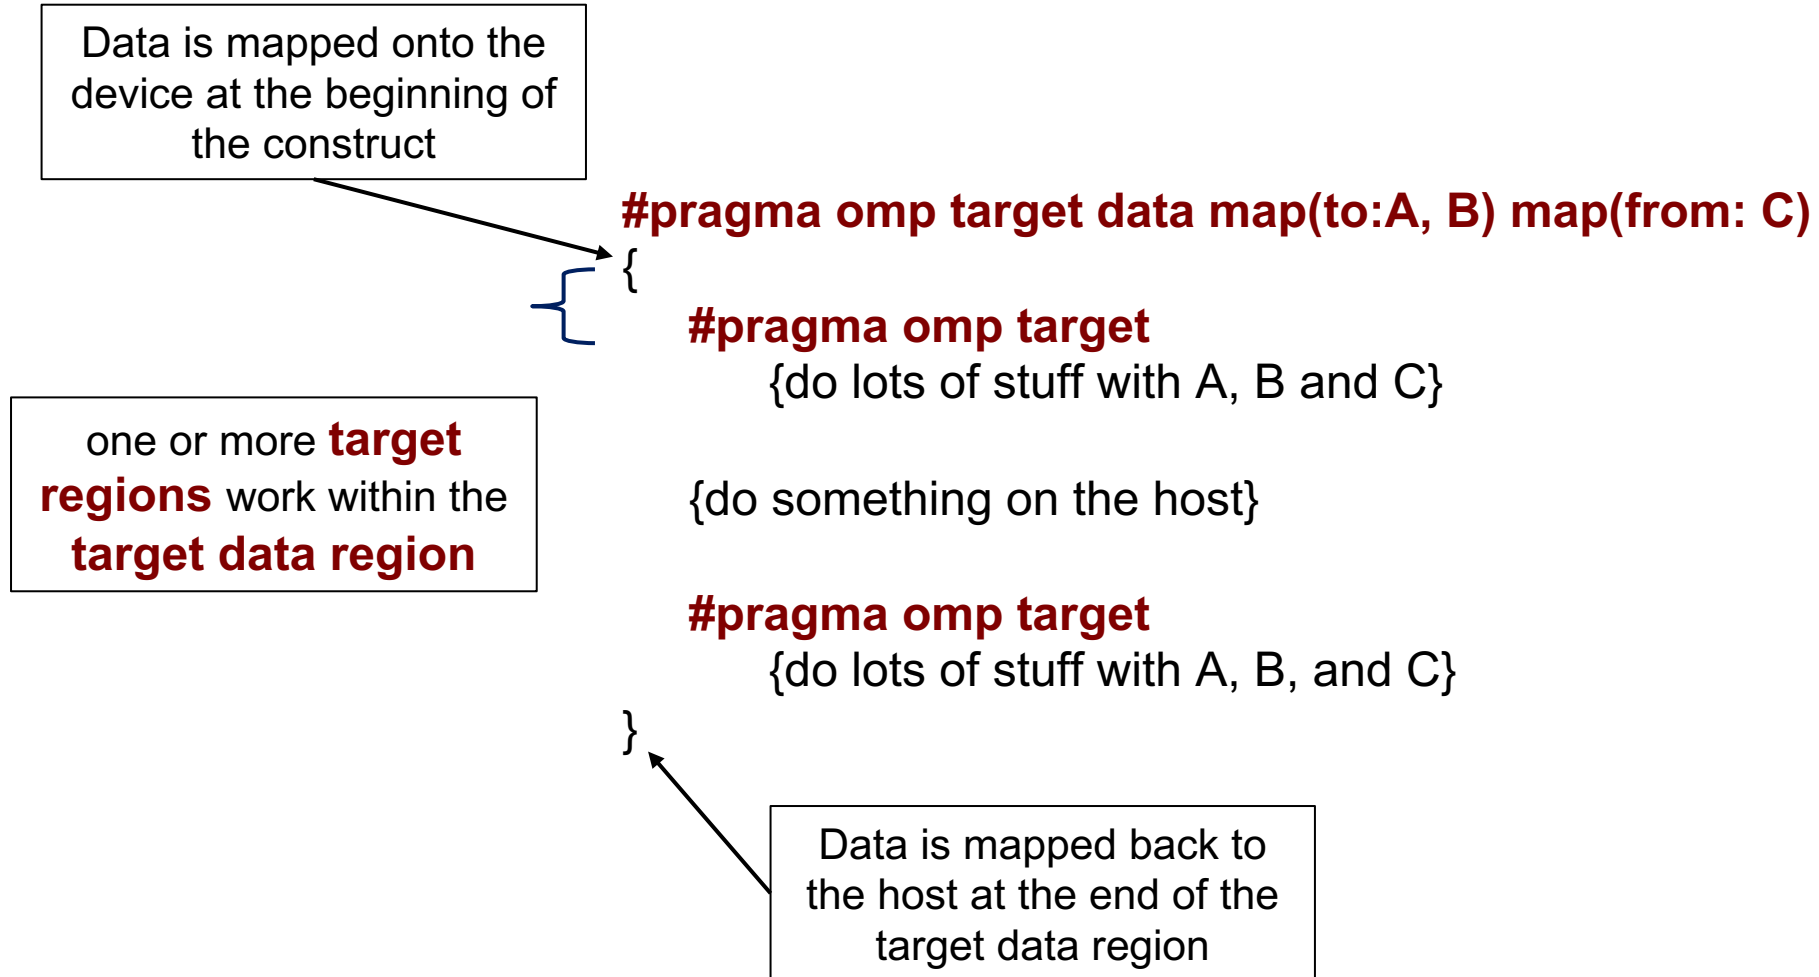 Data is mapped onto the
device at the beginning of
the construct
#pragma omp target data map(to:A, B) map(from: C)
{
#pragma omp target
{do lots of stuff with A, B and C}
one or more target
regions work within the
target data region
{do something on the host}
#pragma omp target
{do lots of stuff with A, B, and C}
}
Data is mapped back to
the host at the end of the
target data region